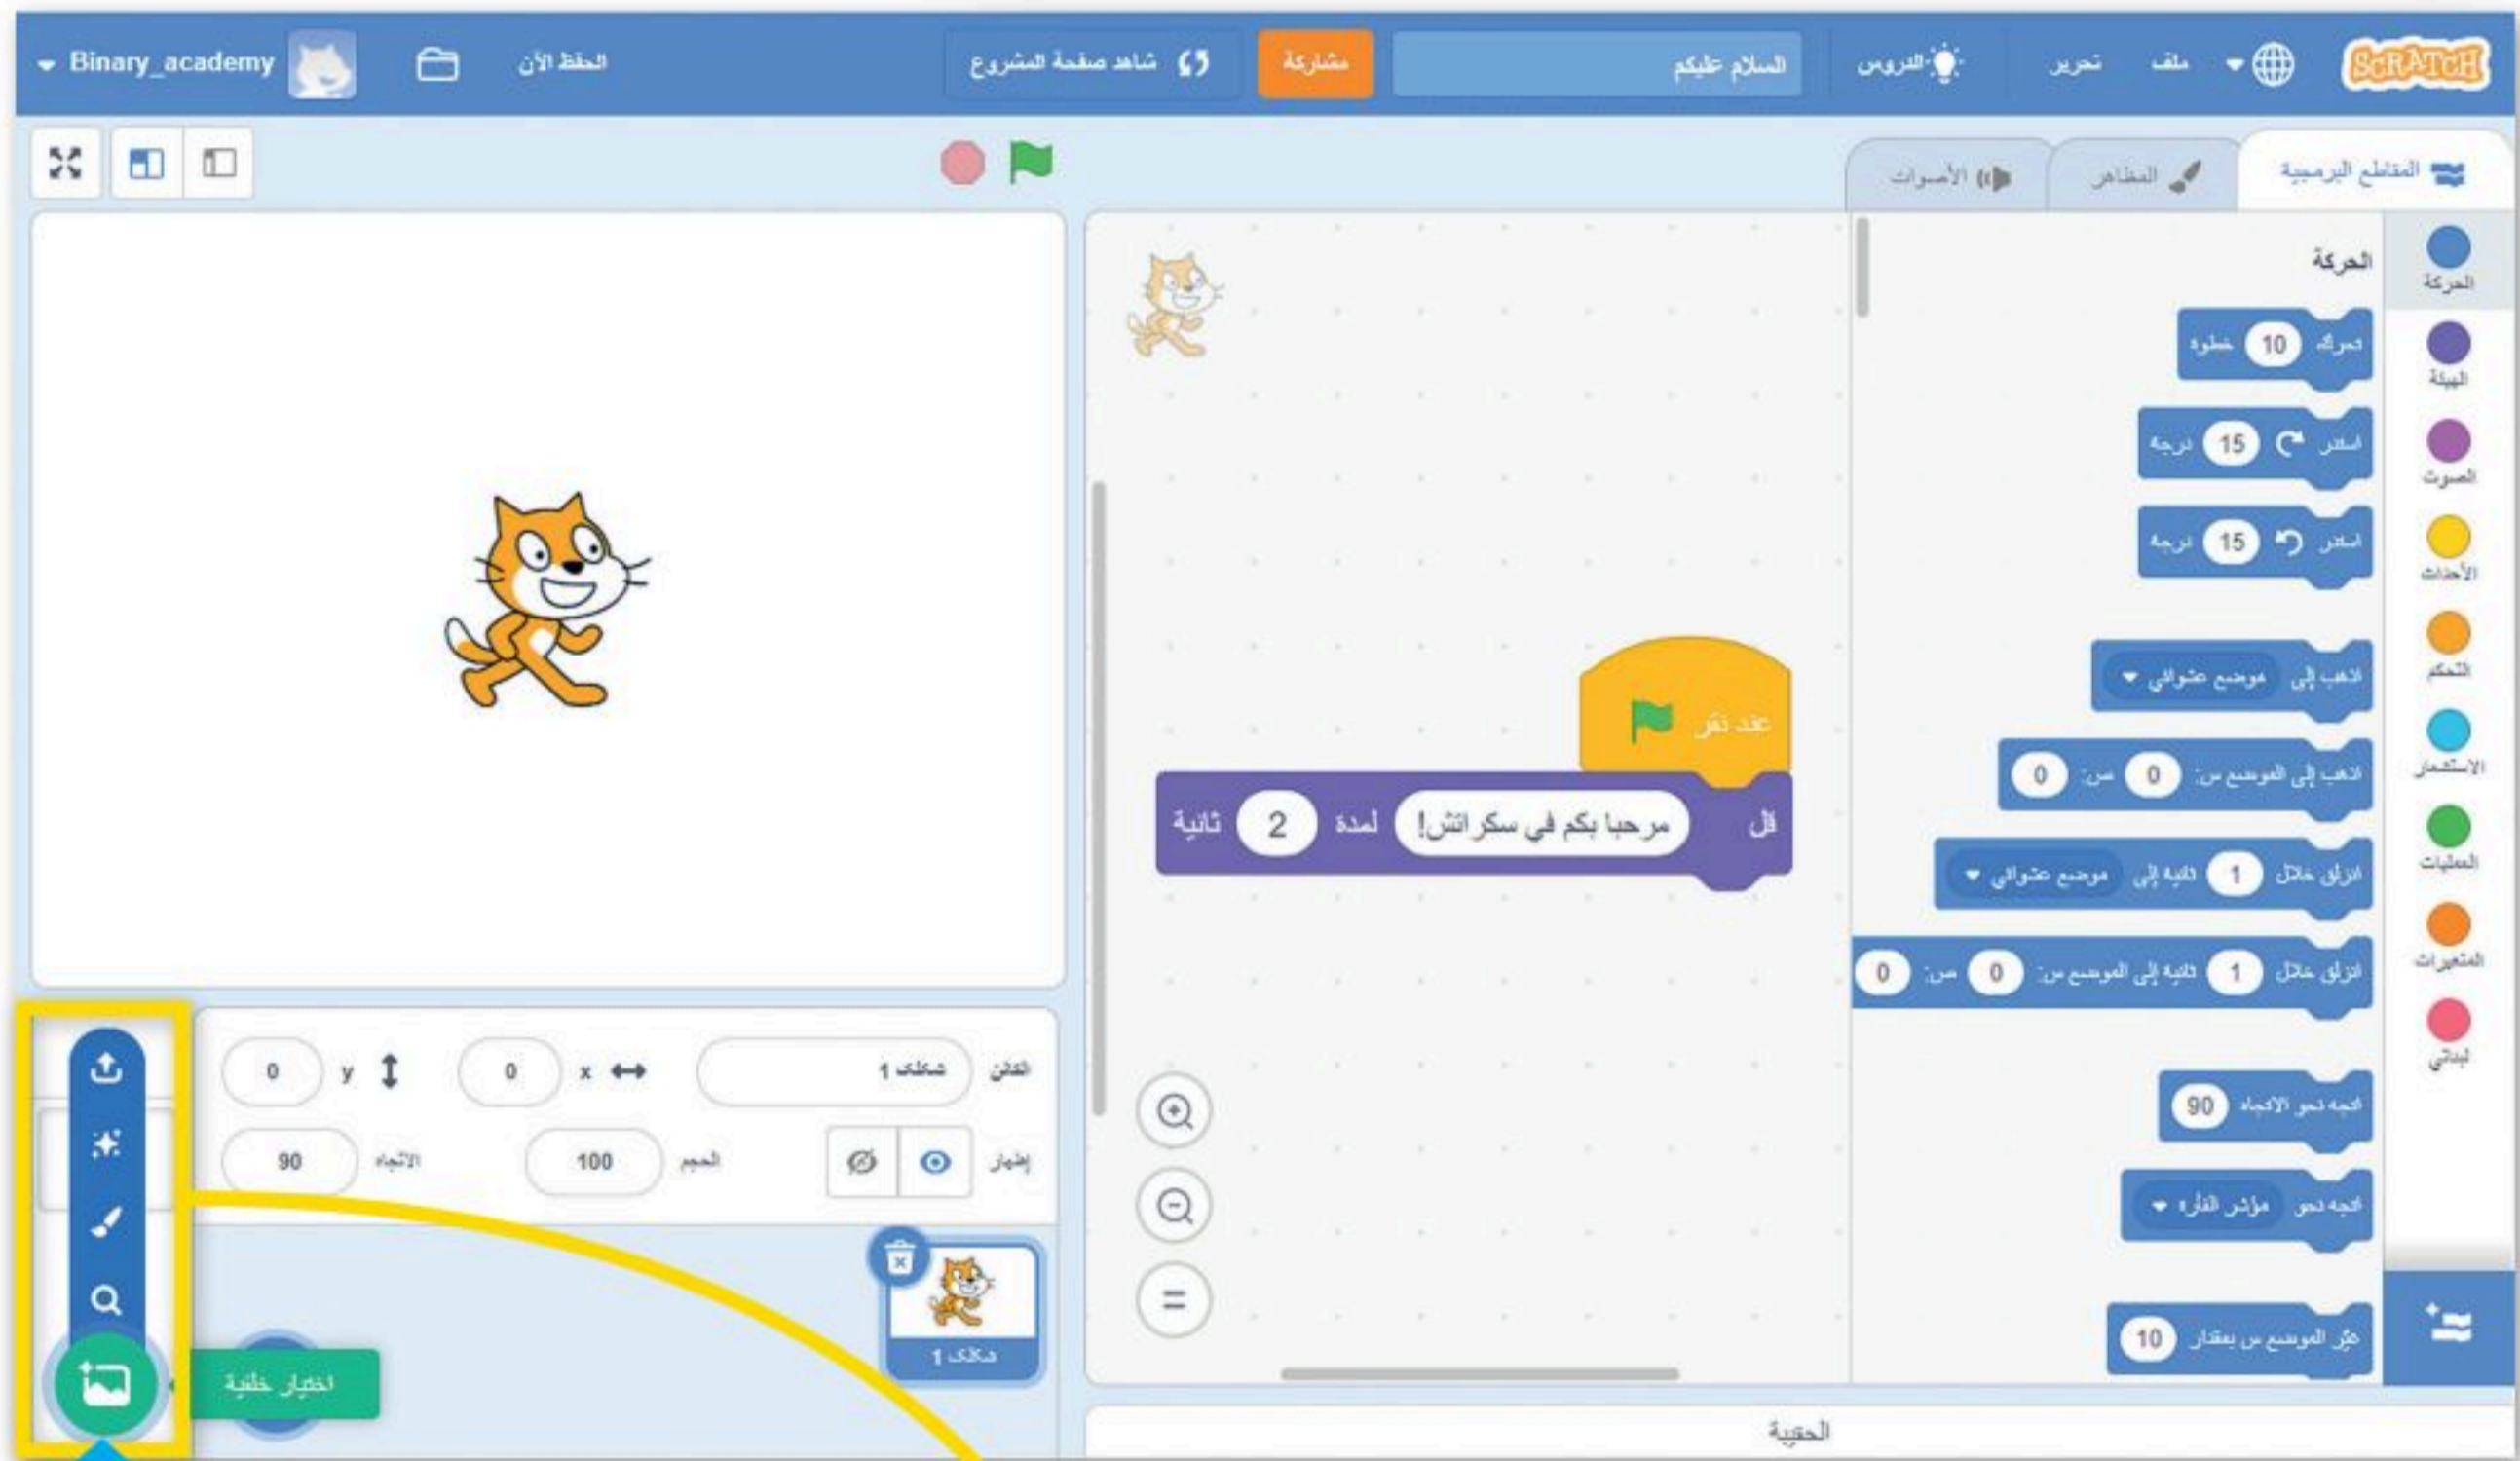 SCRATCH
ملف
تحرير
الدروس
السلام عليكم
مشاركة
شاهد صفحة المشروع
الحفظ الآن
Binary_academy
المقاطع البرمجية
المظاهر
الأصوات
الحركة
الهيئة
الصوت
الأحداث
التحكم
الاستشعار
العمليات
المتغيرات
لبناتي
الحركة
تحرك 10 خطوة
استدر 15 درجة
استدر 15 درجة
اذهب إلى موضع عشوائي
اذهب إلى الموضع س: 0 ص: 0
انزلق خلال 1 ثانية إلى موضع عشوائي
انزلق خلال 1 ثانية إلى الموضع س: 0 ص: 0
اتجه نحو الاتجاه 90
اتجه نحو مؤشر الفأرة
غيّر الموضع س بمقدار 10
عند نقر
قل مرحبا بكم في سكراتش! لمدة 2 ثانية
الكائن شكلك 1 x 0 y 0
إظهار الحجم 100 الاتجاه 90
شكلك 1
اختيار خلفية
الحقيبة